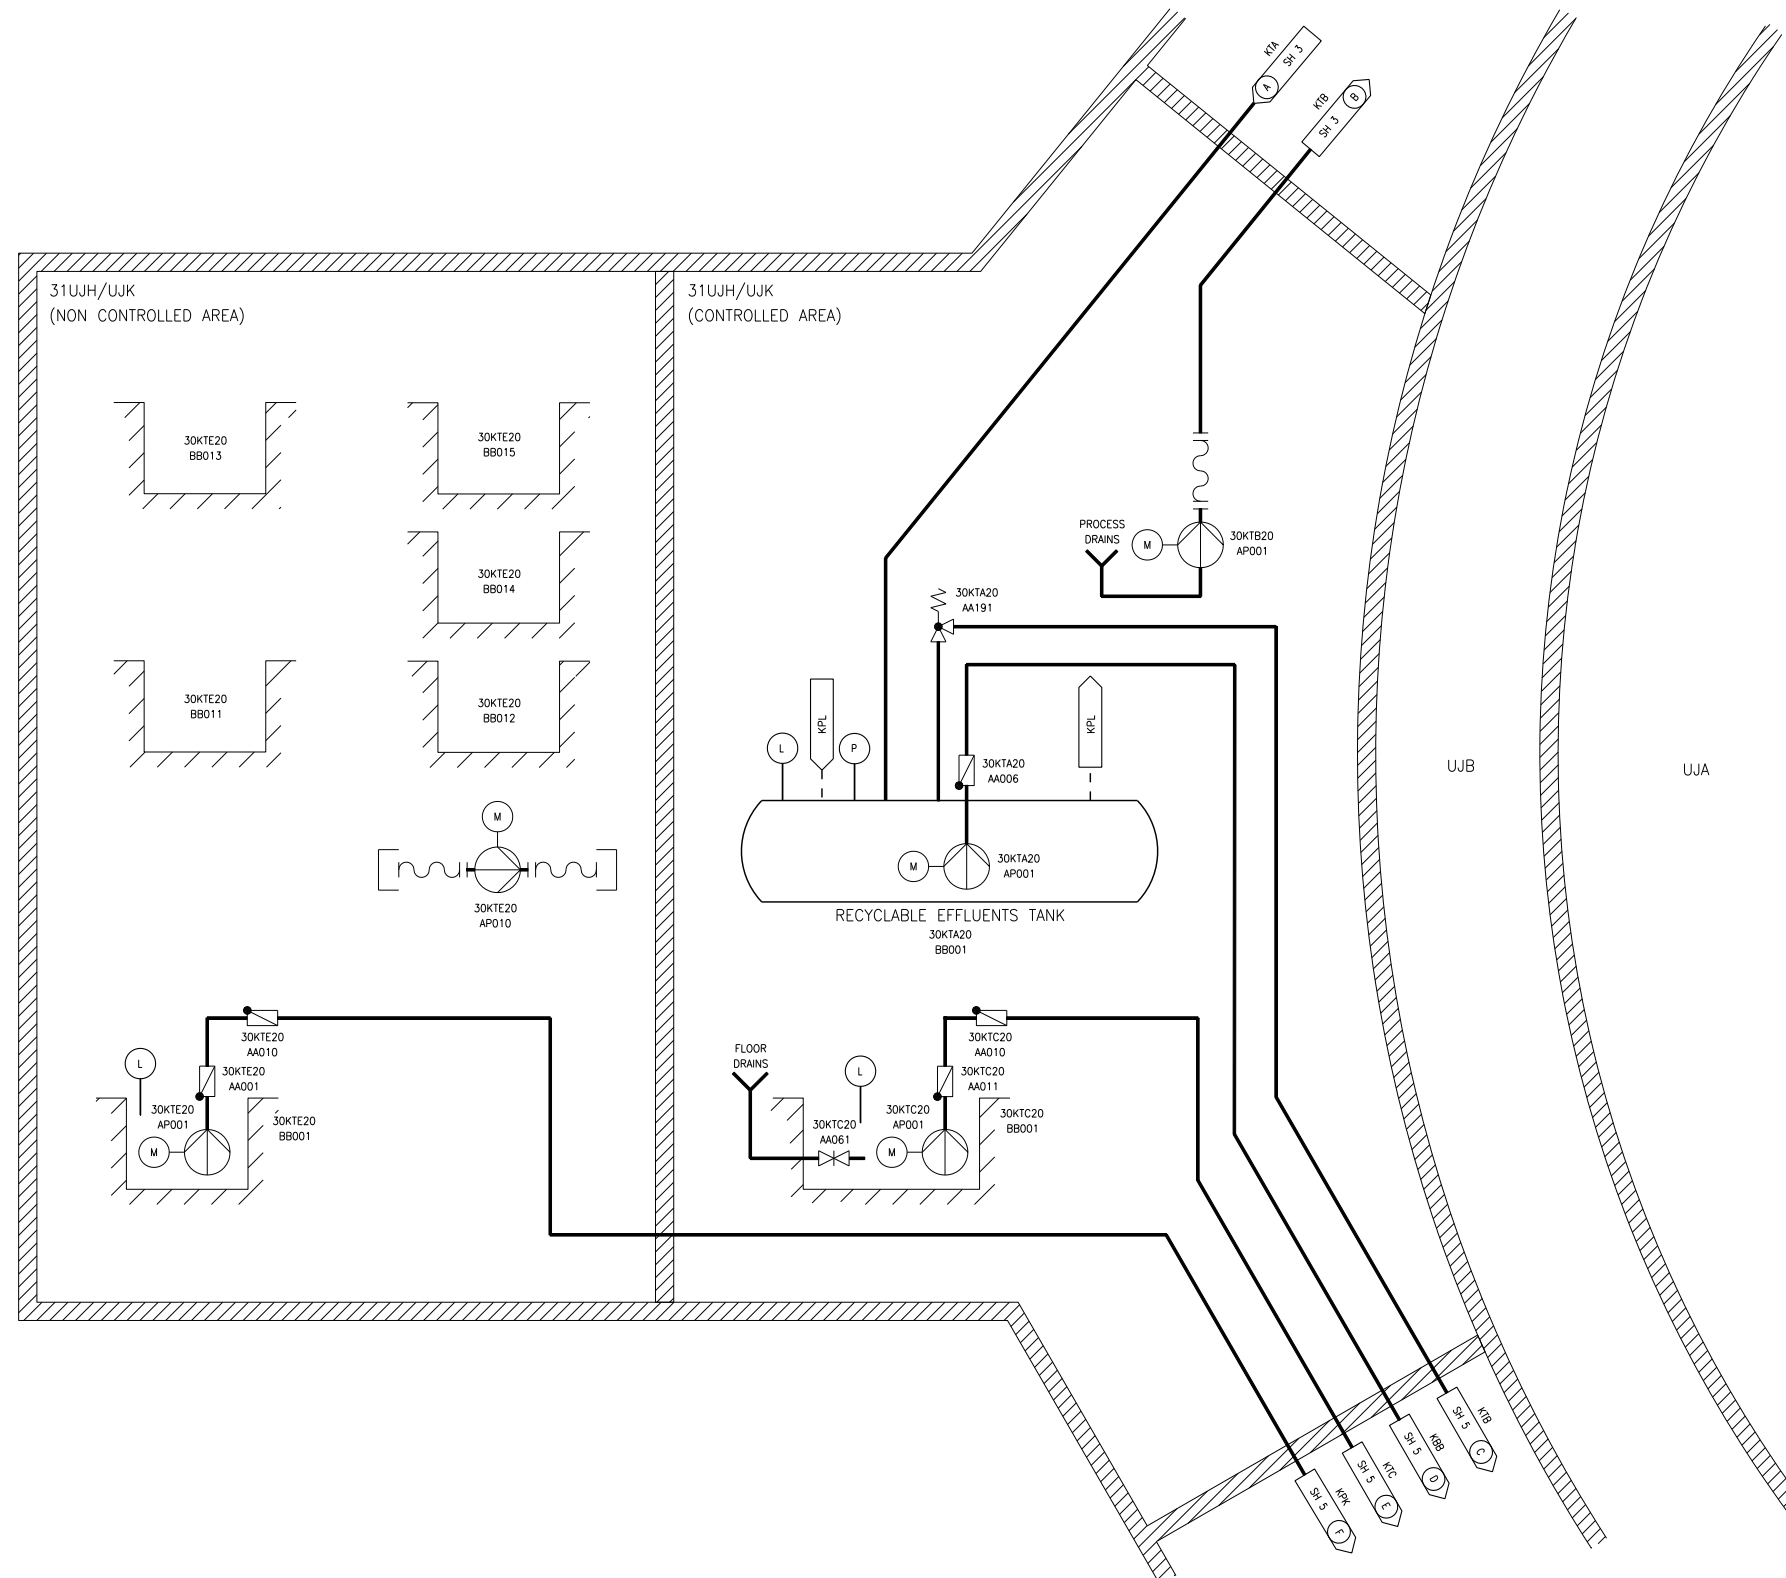 KTA
SH 3
A
KTB
SH 3
B
31UJH/UJK
(NON CONTROLLED AREA)
31UJH/UJK
(CONTROLLED AREA)
30KTE20
BB013
30KTE20
BB015
30KTE20
BB014
30KTE20
BB011
30KTE20
BB012
PROCESS
DRAINS
M
30KTB20
AP001
30KTA20
AA191
L
KPL
P
30KTA20
AA006
KPL
UJB
UJA
M
30KTE20
AP010
M
30KTA20
AP001
RECYCLABLE EFFLUENTS TANK
30KTA20
BB001
30KTE20
AA010
L
30KTE20
AA001
30KTE20
AP001
M
30KTE20
BB001
FLOOR
DRAINS
L
30KTC20
AA010
30KTC20
AA011
30KTC20
AA061
30KTC20
AP001
M
30KTC20
BB001
KTB
SH 5
C
KBB
SH 5
D
KTC
SH 5
E
KPK
SH 5
F